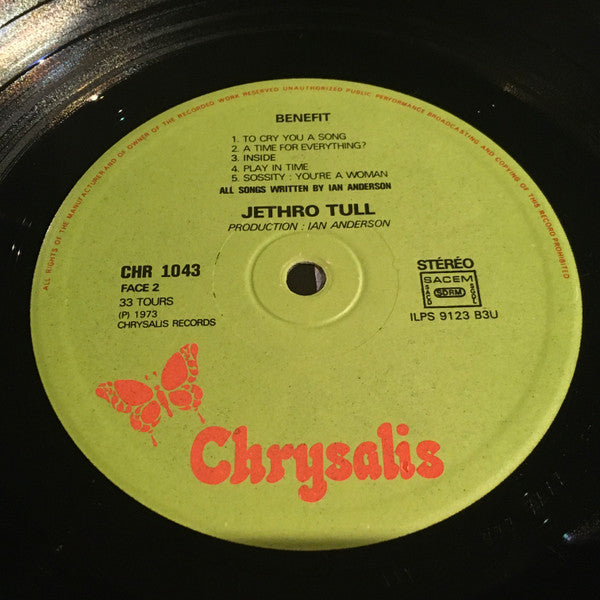 ALL RIGHTS OF THE MANUFACTURER AND OF OWNER OF THE RECORDED WORK RESERVED UNAUTHORIZED PUBLIC PERFORMANCE BROADCASTING AND COPYING OF THIS RECORD PROHIBITED
BENEFIT
1. TO CRY YOU A SONG
2. A TIME FOR EVERYTHING?
3. INSIDE
4. PLAY IN TIME
5. SOSSITY : YOU'RE A WOMAN
ALL SONGS WRITTEN BY IAN ANDERSON
JETHRO TULL
PRODUCTION : IAN ANDERSON
CHR 1043
FACE 2
33 TOURS
(P) 1973
CHRYSALIS RECORDS
STÉRÉO
SACEM
SACD SDRM SGDL
ILPS 9123 B3U
Chrysalis